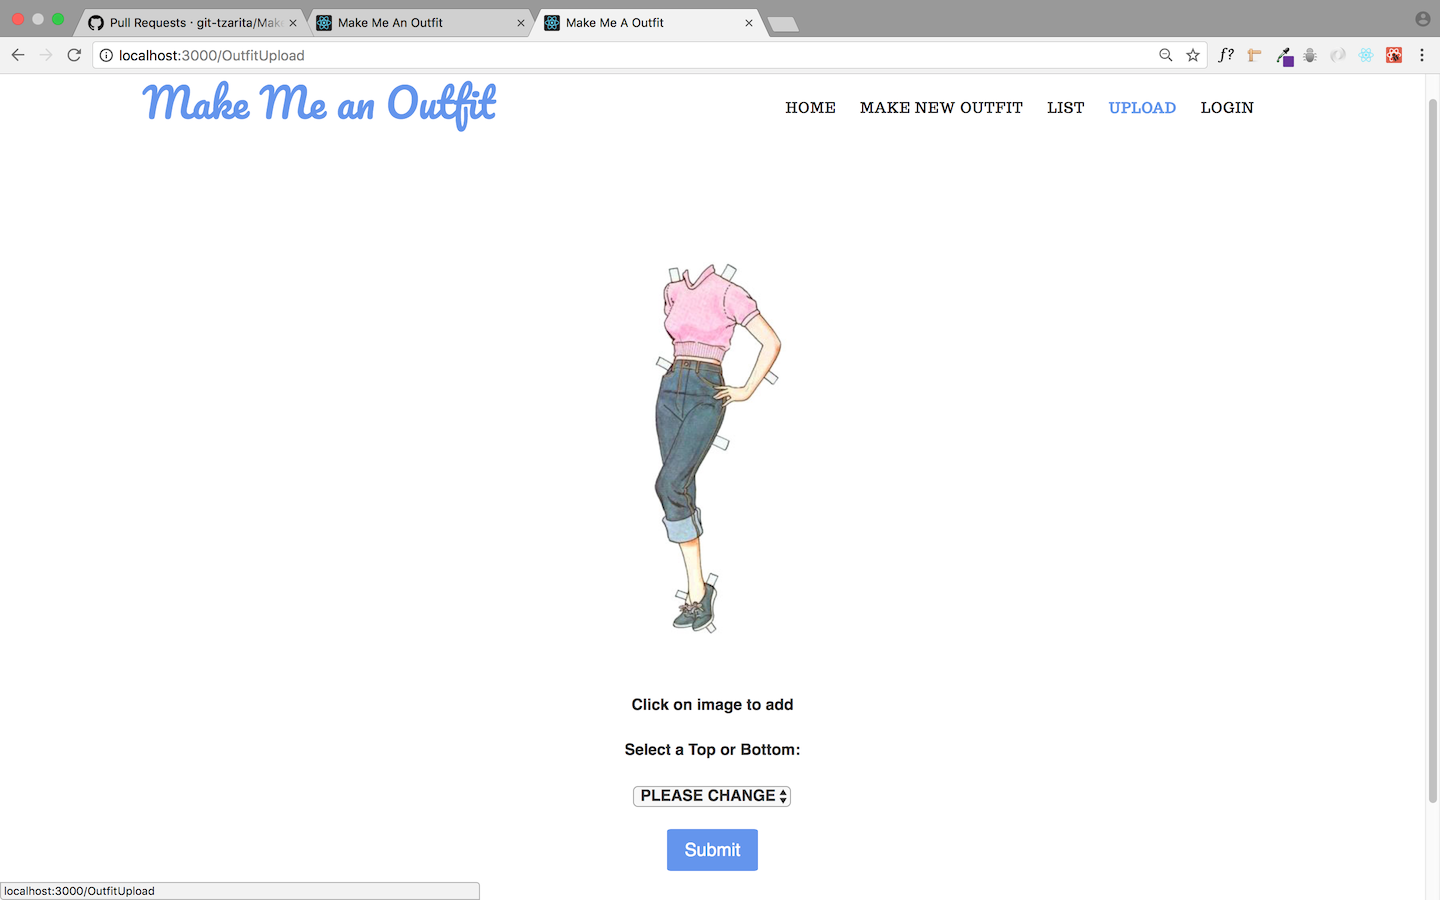 Pull Requests · git-tzarita/Make
Make Me An Outfit
Make Me A Outfit
localhost:3000/OutfitUpload
f?
Make Me an Outfit
HOME MAKE NEW OUTFIT LIST UPLOAD LOGIN
Click on image to add
Select a Top or Bottom:
PLEASE CHANGE
Submit
localhost:3000/OutfitUpload